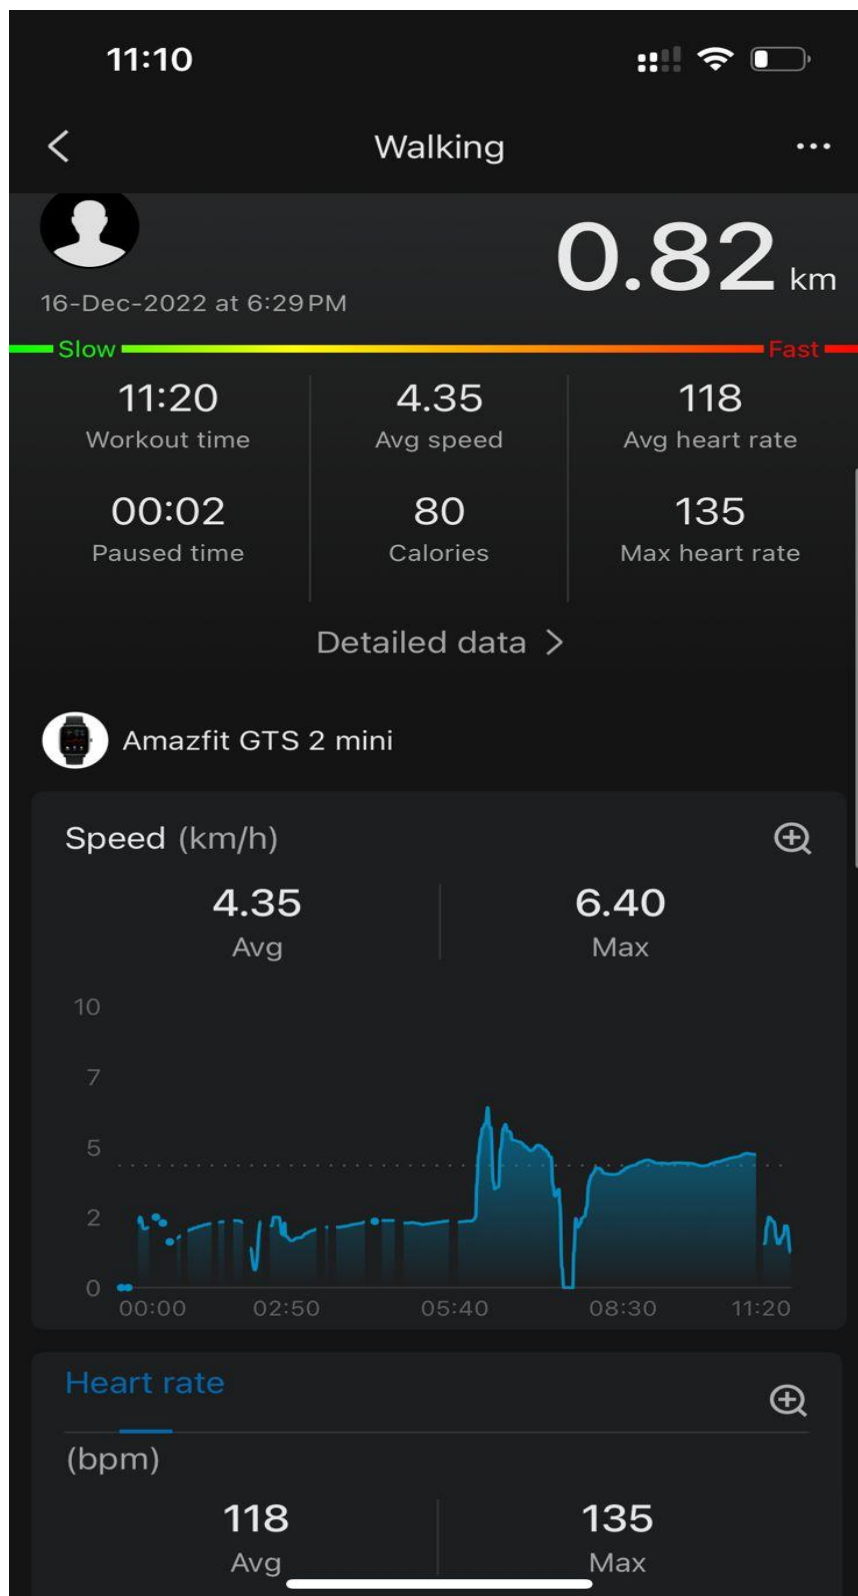 11:10
Walking
0.82 km
16-Dec-2022 at 6:29PM
Slow Fast
11:20 4.35 118
Workout time Avg speed Avg heart rate
00:02 80 135
Paused time Calories Max heart rate
Detailed data >
Amazfit GTS 2 mini
Speed (km/h)
4.35 6.40
Avg Max
10
7
5
2
0
00:00 02:50 05:40 08:30 11:20
Heart rate
(bpm)
118 135
Avg Max